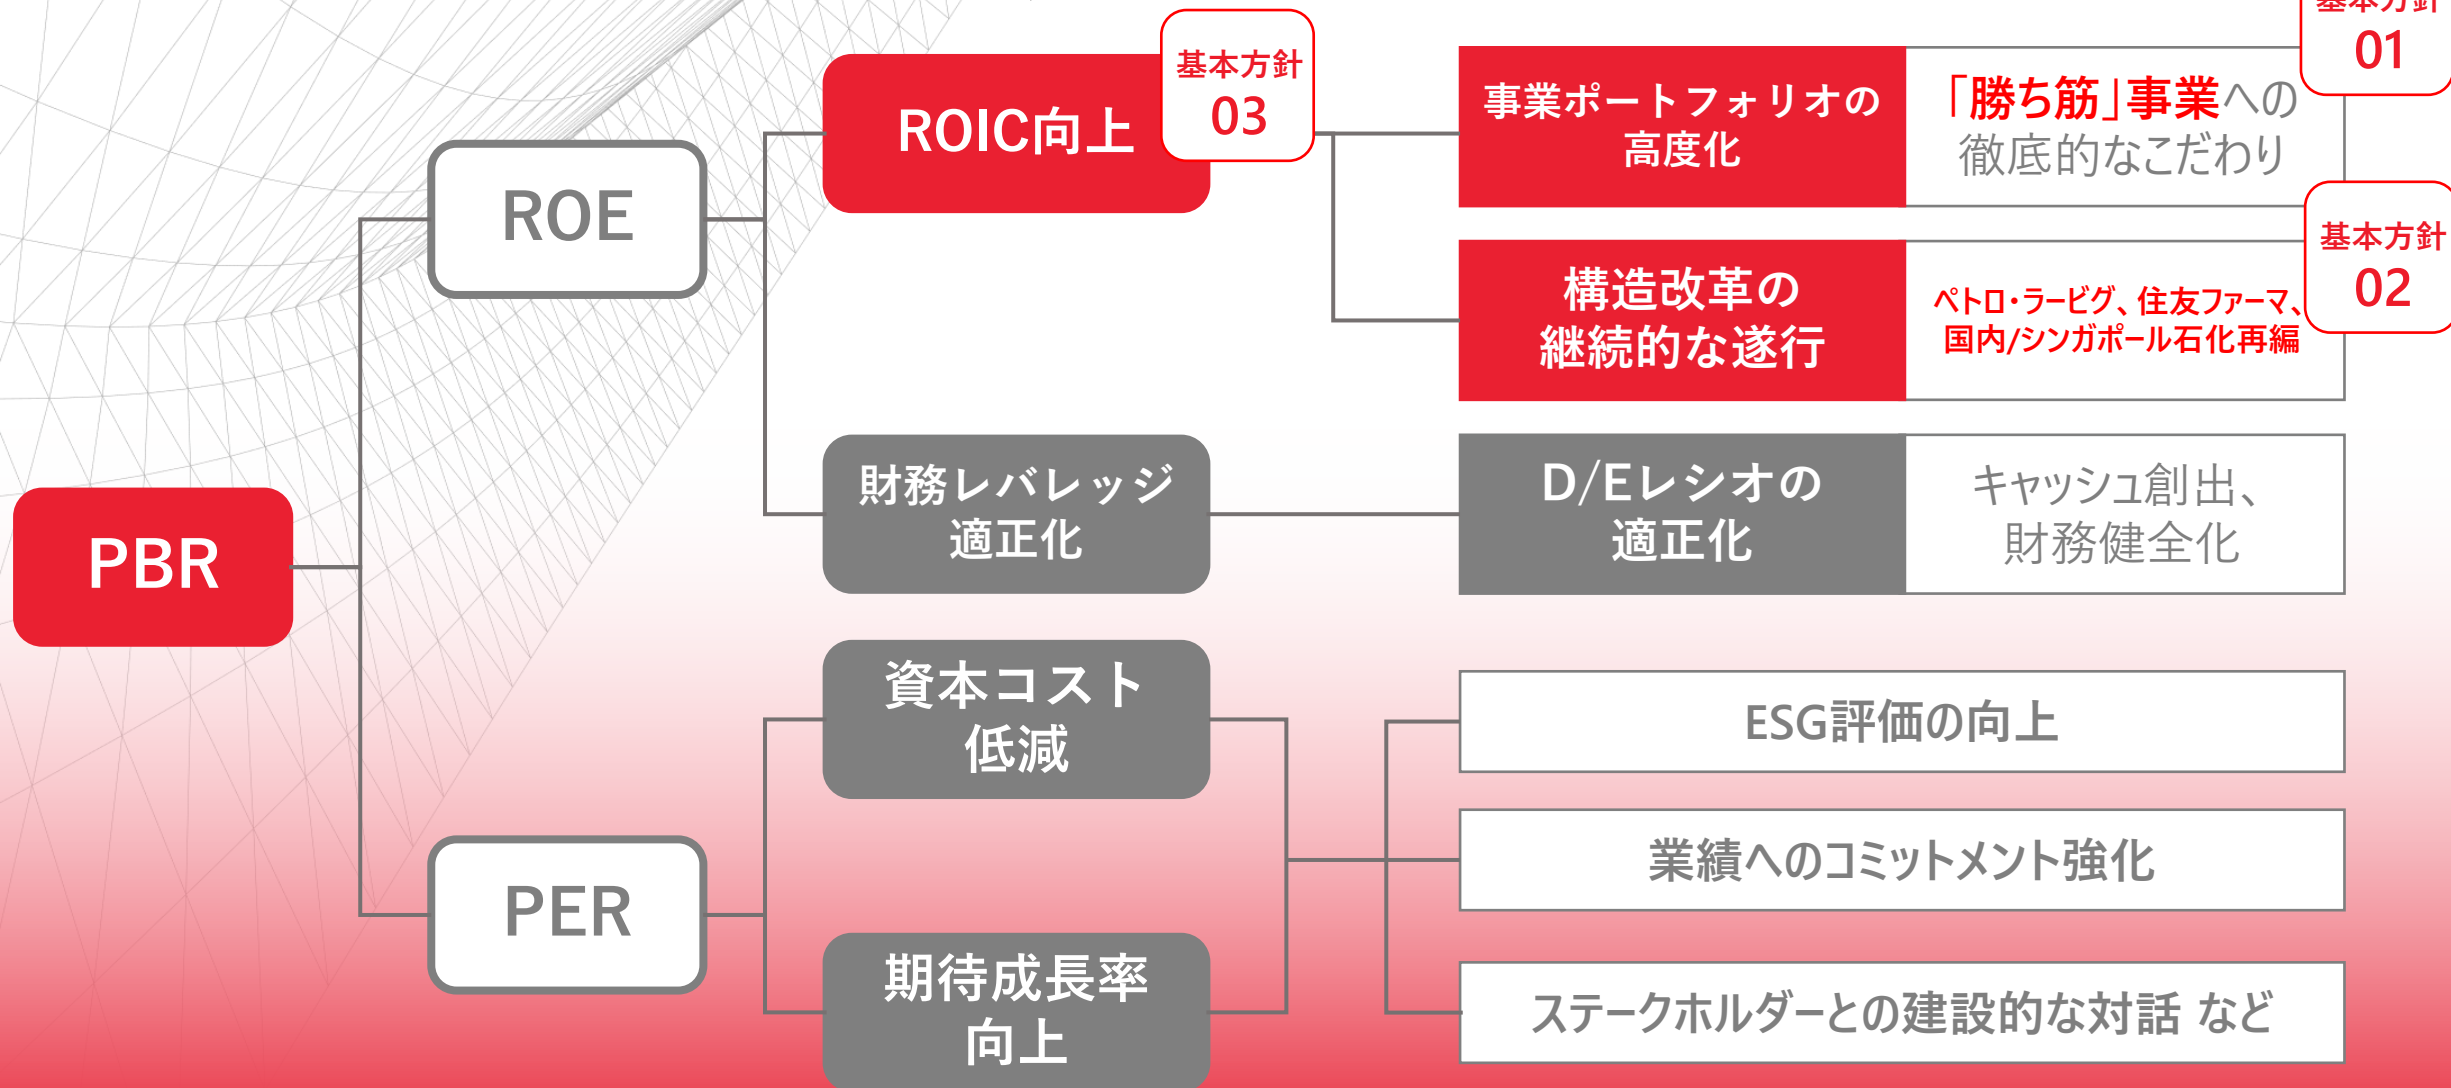 PBR
ROE
PER
ROIC向上
基本方針
03
財務レバレッジ
適正化
資本コスト
低減
期待成長率
向上
事業ポートフォリオの
高度化
「勝ち筋」事業への
徹底的なこだわり
基本方針
01
構造改革の
継続的な遂行
ペトロ・ラービグ、住友ファーマ、
国内/シンガポール石化再編
基本方針
02
D/Eレシオの
適正化
キャッシュ創出、
財務健全化
ESG評価の向上
業績へのコミットメント強化
ステークホルダーとの建設的な対話 など